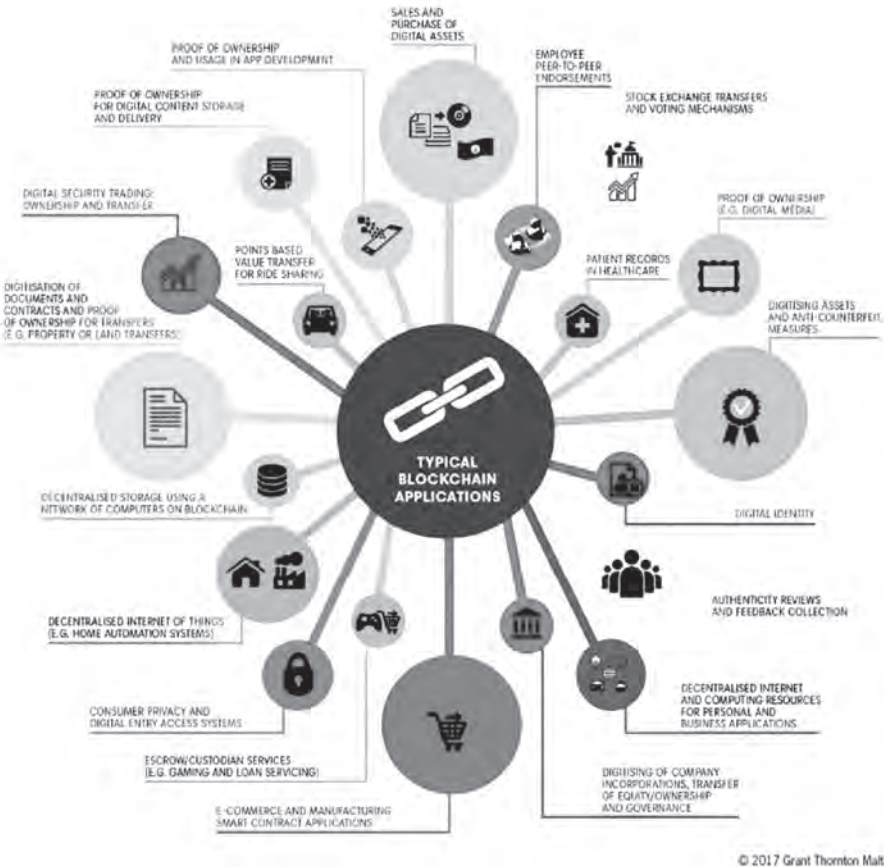 SALES AND
PURCHASE OF
DIGITAL ASSETS
PROOF OF OWNERSHIP
AND USAGE IN APP DEVELOPMENT
EMPLOYEE
PEER-TO-PEER
ENDORSEMENTS
PROOF OF OWNERSHIP
FOR DIGITAL CONTENT STORAGE
AND DELIVERY
STOCK EXCHANGE TRANSFERS
AND VOTING MECHANISMS
DIGITAL SECURITY TRADING:
OWNERSHIP AND TRANSFER
PROOF OF OWNERSHIP
(E.G. DIGITAL MEDIA)
POINTS BASED
VALUE TRANSFER
FOR RIDE SHARING
PATIENT RECORDS
IN HEALTHCARE
DIGITISATION OF
DOCUMENTS AND
CONTRACTS AND PROOF
OF OWNERSHIP FOR TRANSFERS
(E.G. PROPERTY OR LAND TRANSFERS)
DIGITISING ASSETS
AND ANTI-COUNTERFEIT
MEASURES
TYPICAL
BLOCKCHAIN
APPLICATIONS
DECENTRALISED STORAGE USING A
NETWORK OF COMPUTERS ON BLOCKCHAIN
DIGITAL IDENTITY
AUTHENTICITY REVIEWS
AND FEEDBACK COLLECTION
DECENTRALISED INTERNET OF THINGS
(E.G. HOME AUTOMATION SYSTEMS)
DECENTRALISED INTERNET
AND COMPUTING RESOURCES
FOR PERSONAL AND
BUSINESS APPLICATIONS
CONSUMER PRIVACY AND
DIGITAL ENTRY ACCESS SYSTEMS
ESCROW/CUSTODIAN SERVICES
(E.G. GAMING AND LOAN SERVICING)
DIGITISING OF COMPANY
INCORPORATIONS, TRANSFER
OF EQUITY/OWNERSHIP
AND GOVERNANCE
E-COMMERCE AND MANUFACTURING
SMART CONTRACT APPLICATIONS
© 2017 Grant Thornton Malt